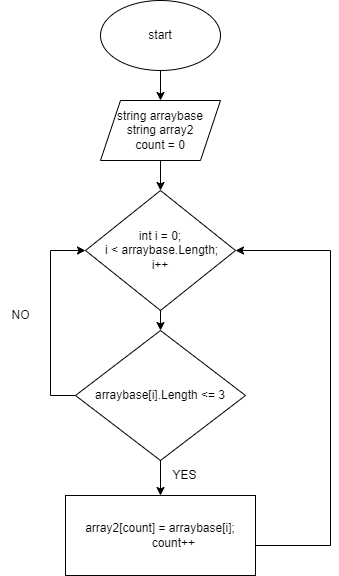 start
string arraybase
string array2
count = 0
int i = 0;
i < arraybase.Length;
i++
NO
arraybase[i].Length <= 3
YES
array2[count] = arraybase[i];
count++